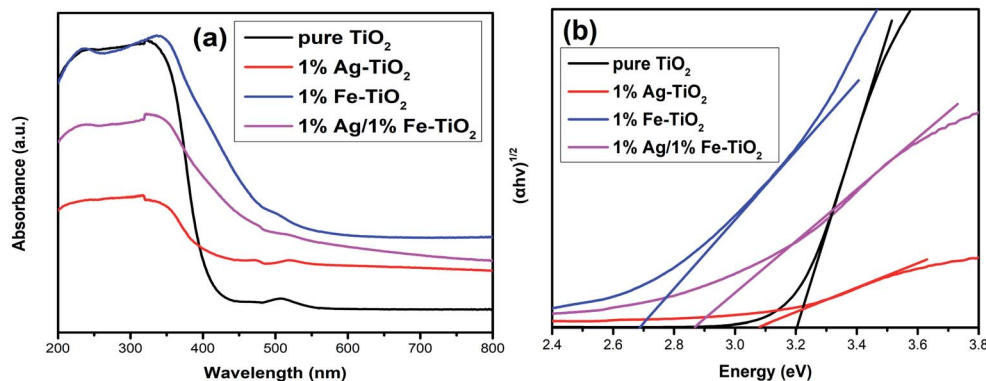 (a)
pure TiO₂
1% Ag-TiO₂
1% Fe-TiO₂
1% Ag/1% Fe-TiO₂
Absorbance (a.u.)
200 300 400 500 600 700 800
Wavelength (nm)
(b)
pure TiO₂
1% Ag-TiO₂
1% Fe-TiO₂
1% Ag/1% Fe-TiO₂
(αhν)¹/²
2.4 2.6 2.8 3.0 3.2 3.4 3.6 3.8
Energy (eV)